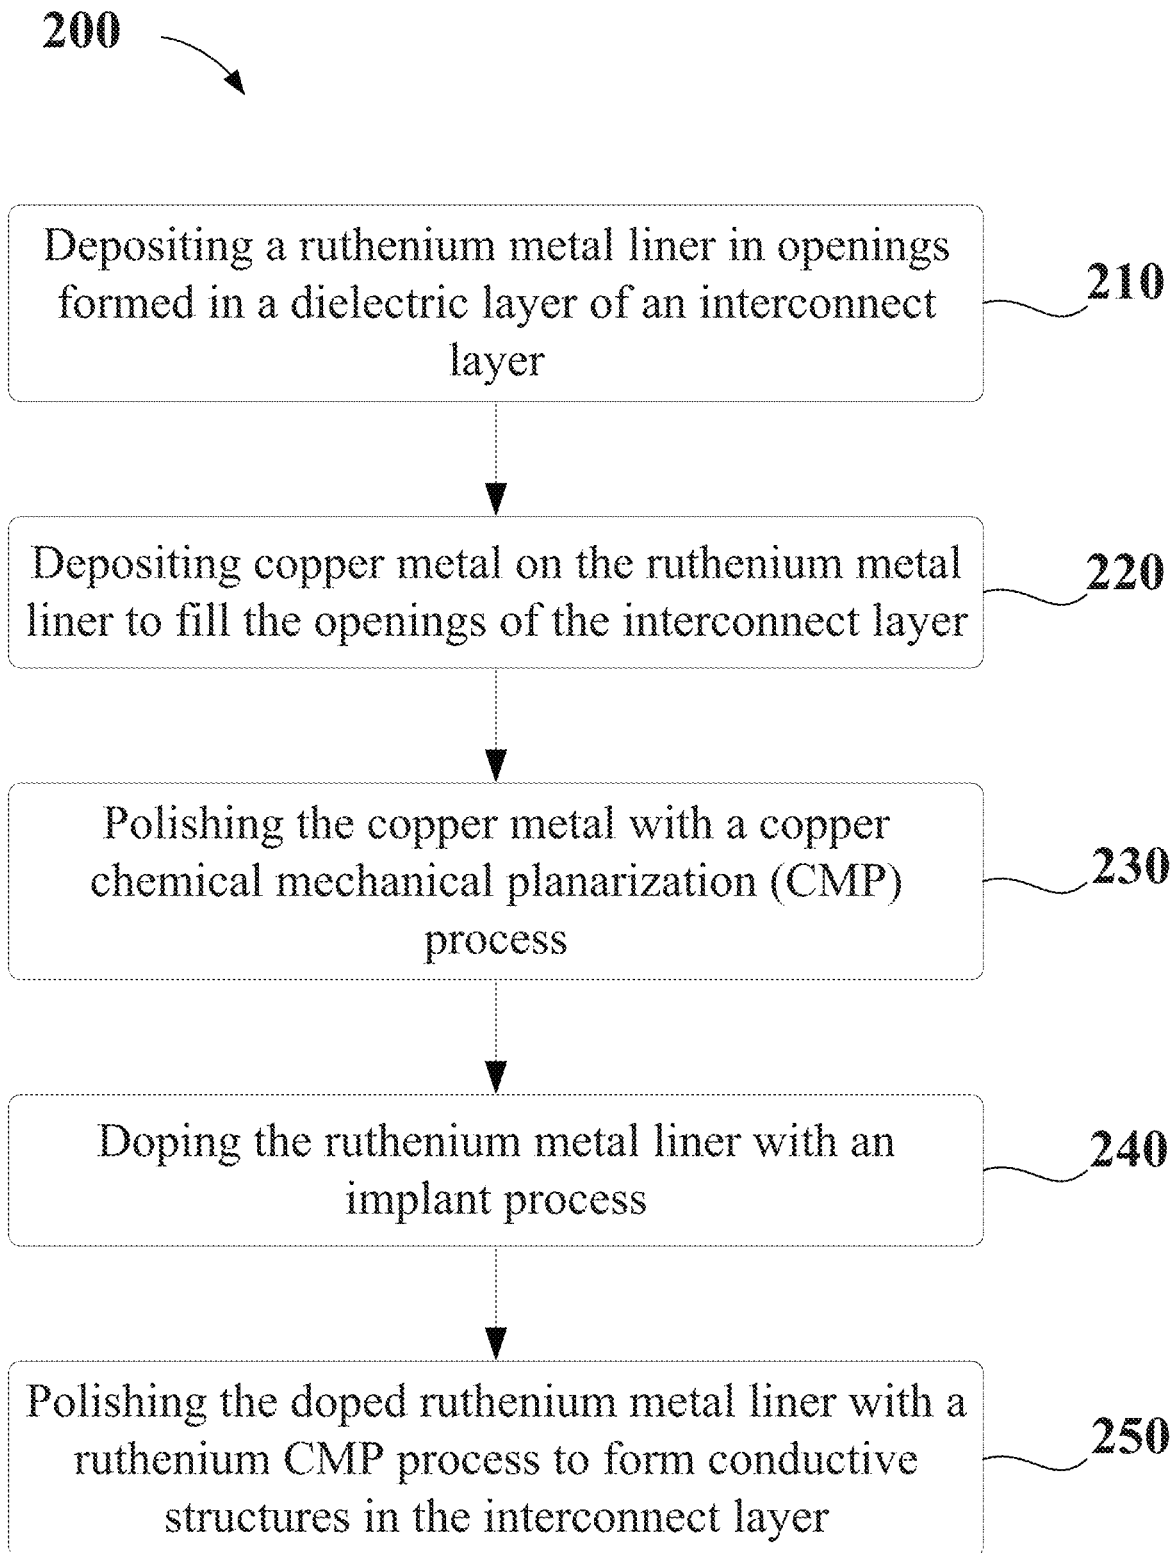 200
Depositing a ruthenium metal liner in openings
formed in a dielectric layer of an interconnect
layer
210
Depositing copper metal on the ruthenium metal
liner to fill the openings of the interconnect layer
220
Polishing the copper metal with a copper
chemical mechanical planarization (CMP)
process
230
Doping the ruthenium metal liner with an
implant process
240
Polishing the doped ruthenium metal liner with a
ruthenium CMP process to form conductive
structures in the interconnect layer
250